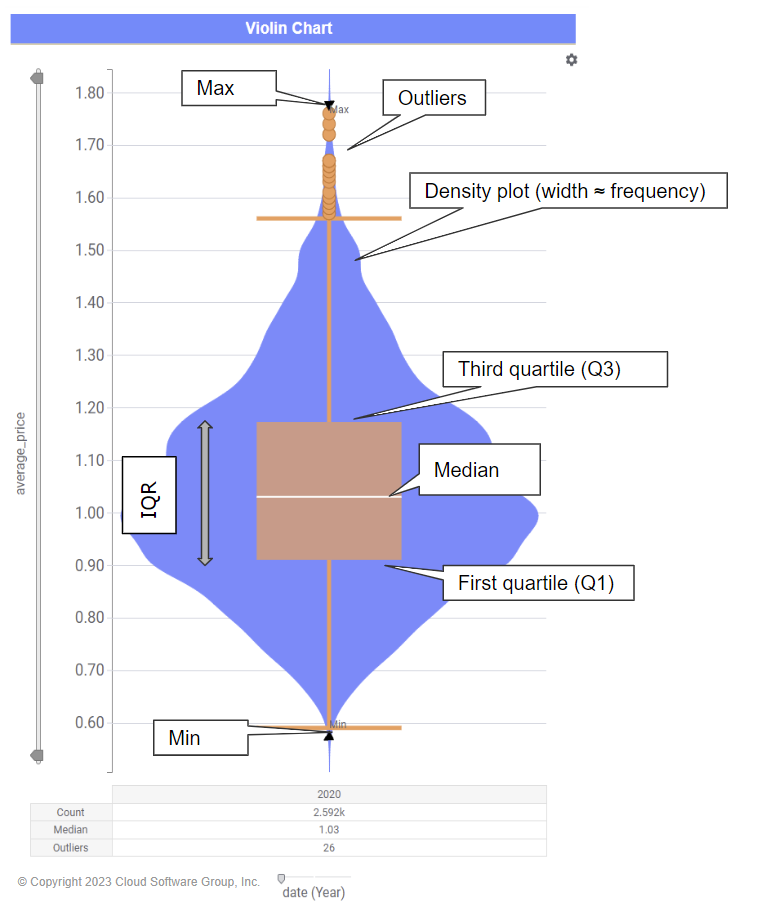 Violin Chart
Max
Outliers
1.80
Max
1.70
Density plot (width ≈ frequency)
1.60
1.50
1.40
1.30
Third quartile (Q3)
1.20
average_price
1.10
Median
IQR
1.00
0.90
First quartile (Q1)
0.80
0.70
0.60
Min
Min
2020
Count 2.592k
Median 1.03
Outliers 26
© Copyright 2023 Cloud Software Group, Inc.
date (Year)